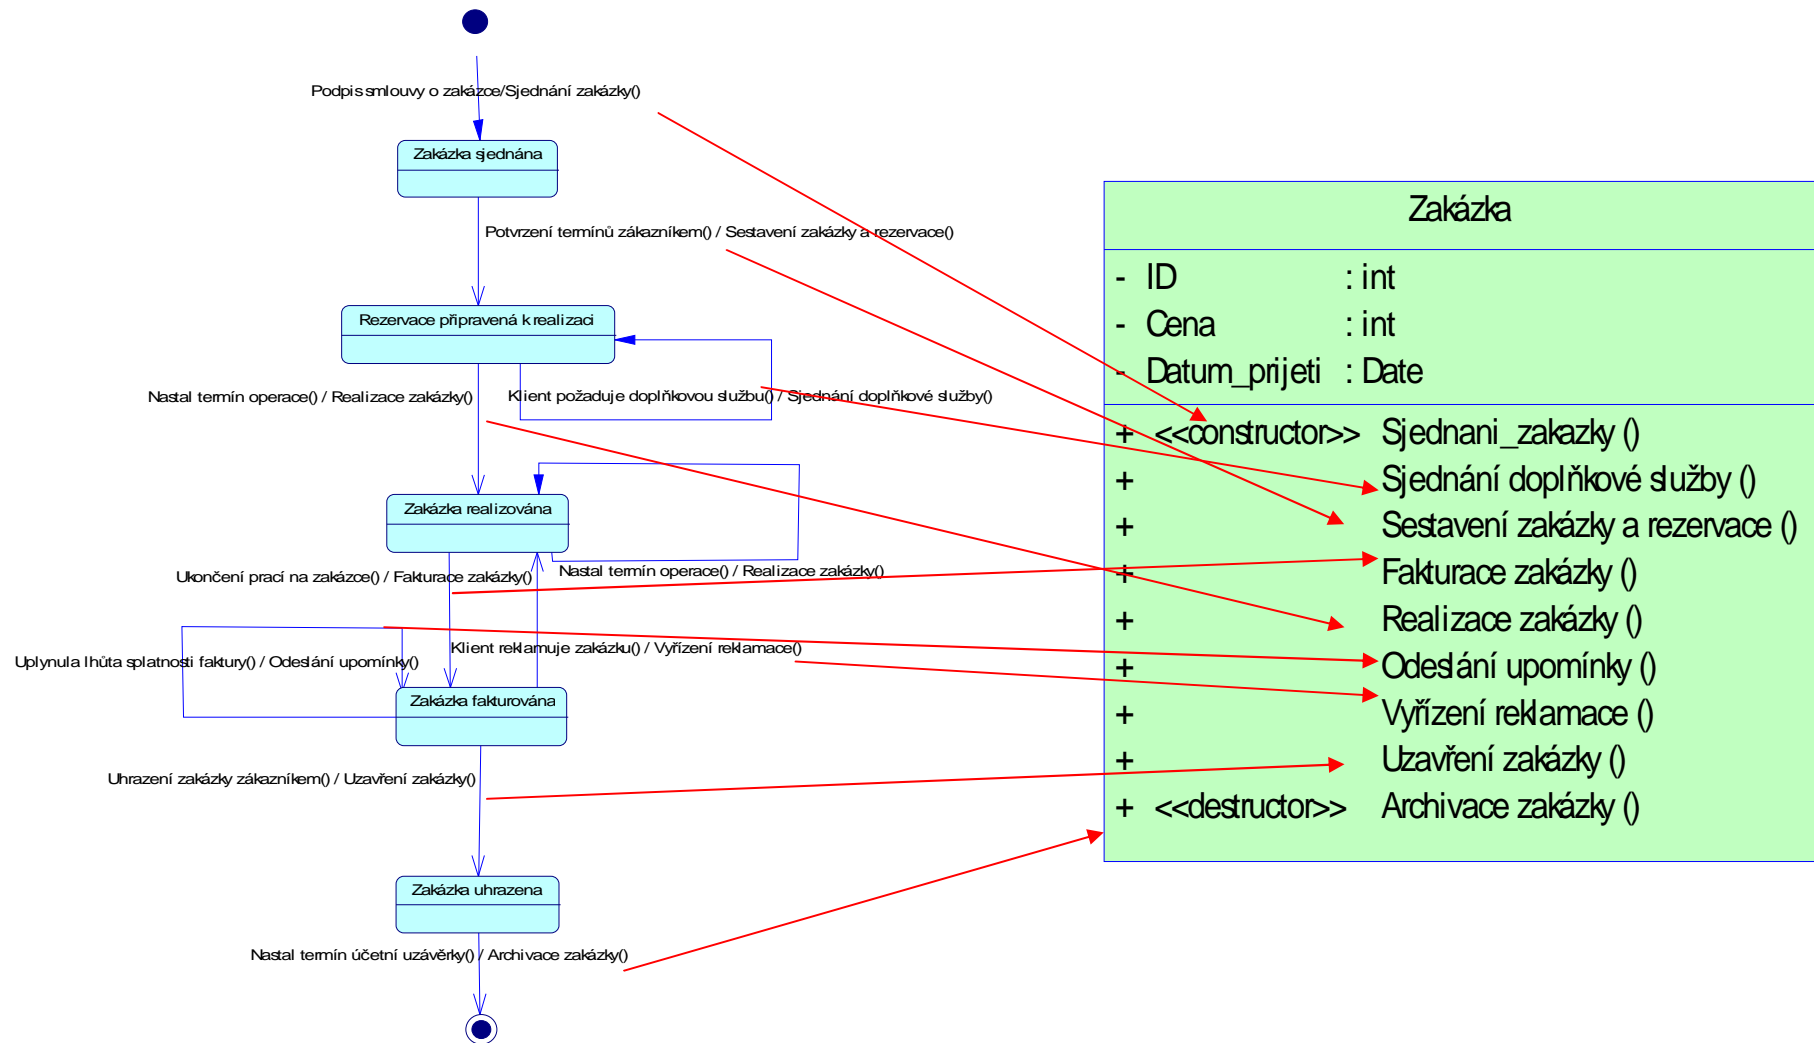 Podpis smlouvy o zakázce/Sjednání zakázky()
Zakázka sjednána
Potvrzení termínů zákazníkem() / Sestavení zakázky a rezervace()
Rezervace připravená k realizaci
Nastal termín operace() / Realizace zakázky()
Klient požaduje doplňkovou službu() / Sjednání doplňkové služby()
Zakázka realizována
Ukončení prací na zakázce() / Fakturace zakázky()
Nastal termín operace() / Realizace zakázky()
Klient reklamuje zakázku() / Vyřízení reklamace()
Uplynula lhůta splatnosti faktury() / Odeslání upomínky()
Zakázka fakturována
Uhrazení zakázky zákazníkem() / Uzavření zakázky()
Zakázka uhrazena
Nastal termín účetní uzávěrky() / Archivace zakázky()
Zakázka
- ID : int
- Cena : int
- Datum_prijeti : Date
+ <<constructor>> Sjednani_zakazky ()
+ Sjednání doplňkové služby ()
+ Sestavení zakázky a rezervace ()
+ Fakturace zakázky ()
+ Realizace zakázky ()
+ Odeslání upomínky ()
+ Vyřízení reklamace ()
+ Uzavření zakázky ()
+ <<destructor>> Archivace zakázky ()